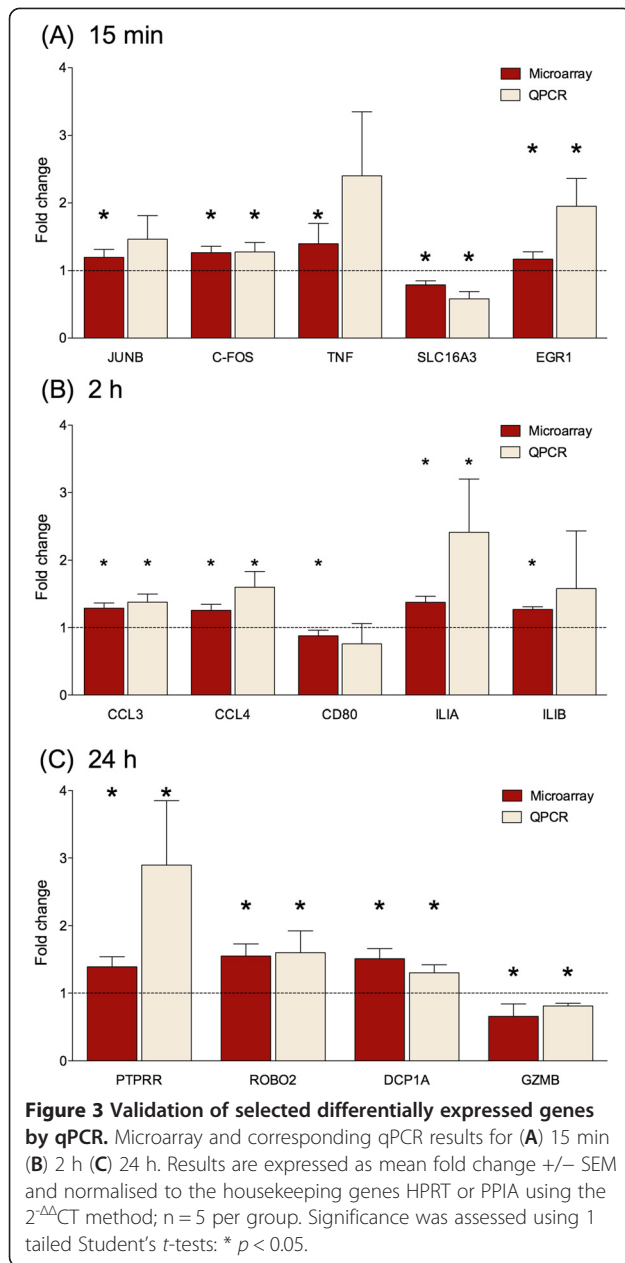 (A) 15 min
Microarray
QPCR
Fold change
4
3
2
1
0
* * * * * * * *
JUNB C-FOS TNF SLC16A3 EGR1
(B) 2 h
Microarray
QPCR
Fold change
4
3
2
1
0
* * * * * * * *
CCL3 CCL4 CD80 ILIA ILIB
(C) 24 h
Microarray
QPCR
Fold change
4
3
2
1
0
* * * * * * * *
PTPRR ROBO2 DCP1A GZMB
Figure 3 Validation of selected differentially expressed genes
by qPCR. Microarray and corresponding qPCR results for (A) 15 min
(B) 2 h (C) 24 h. Results are expressed as mean fold change +/− SEM
and normalised to the housekeeping genes HPRT or PPIA using the
2-ΔΔCT method; n = 5 per group. Significance was assessed using 1
tailed Student's t-tests: * p < 0.05.